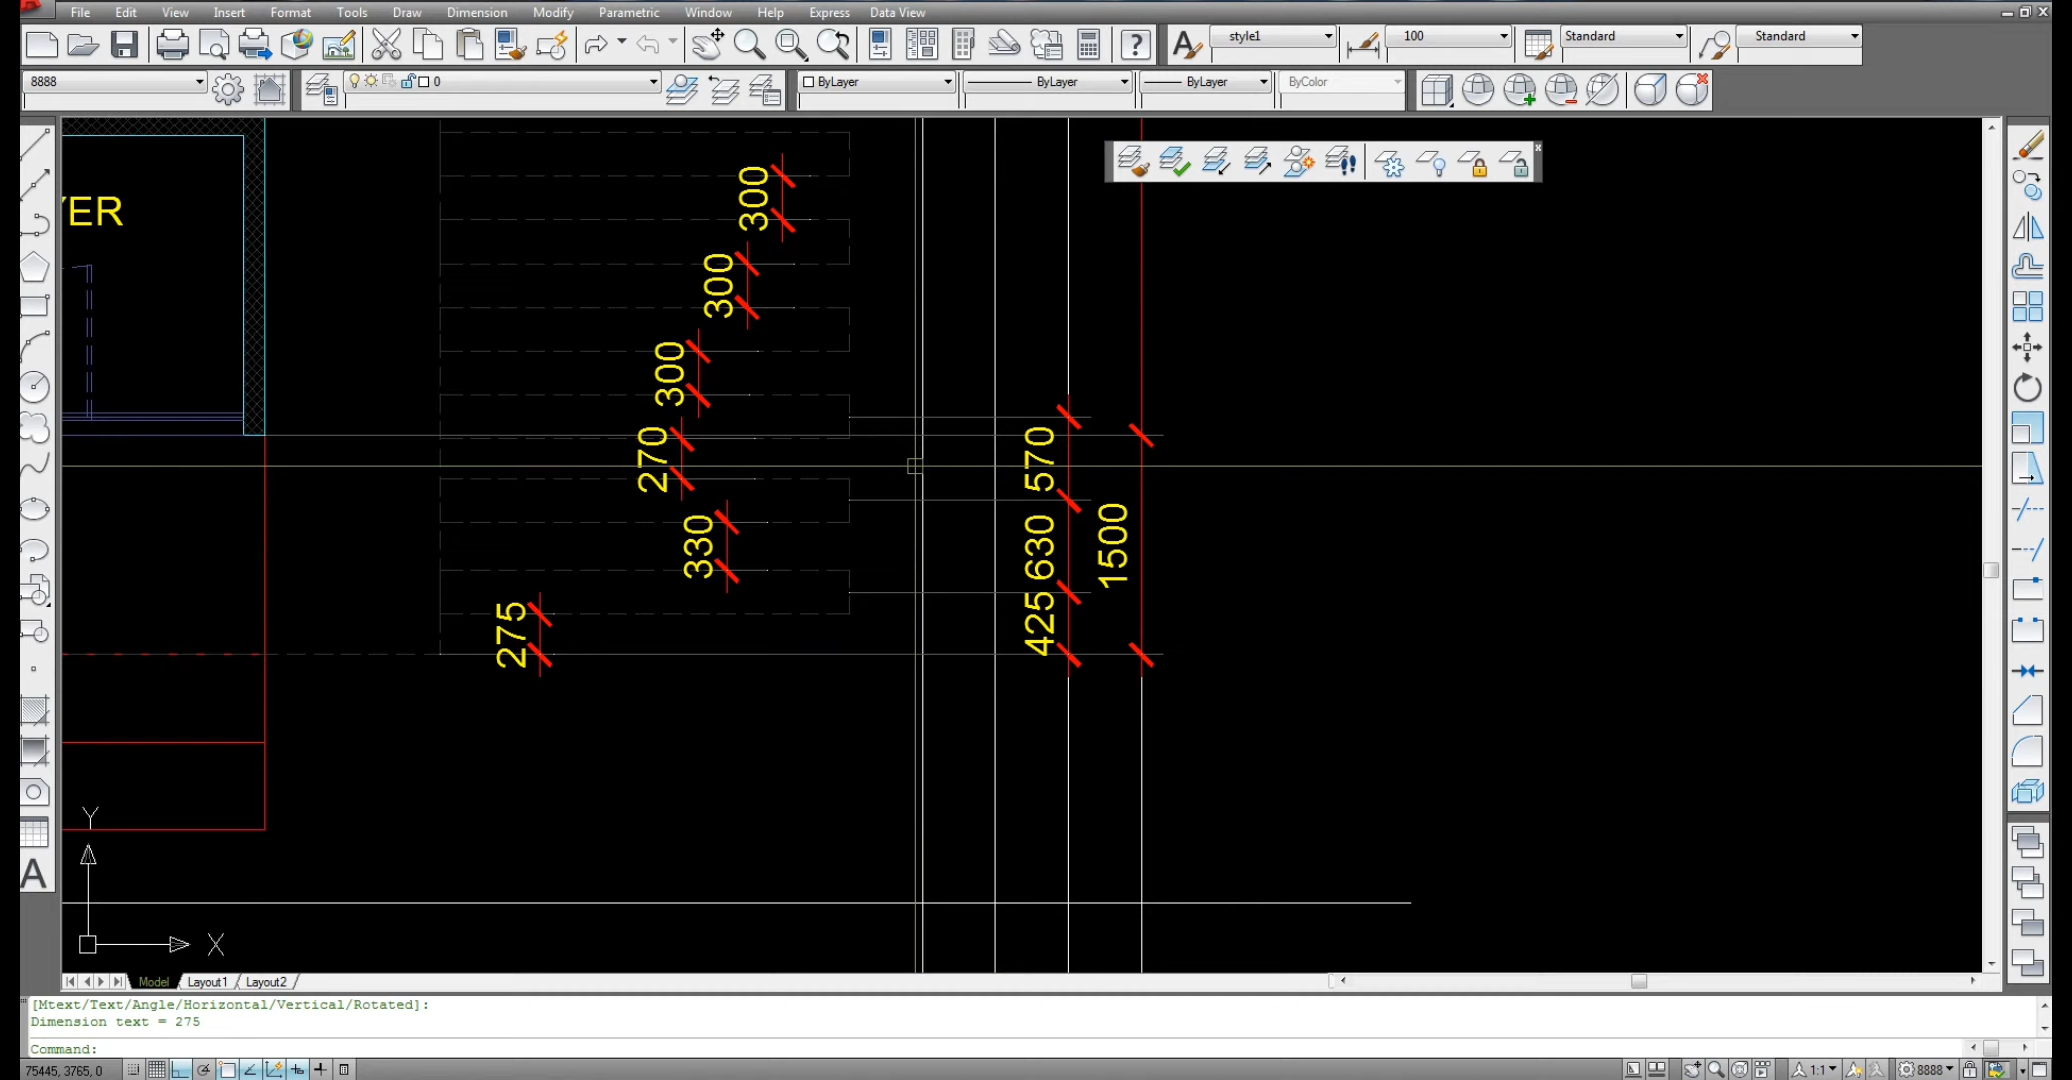 File Edit View Insert Format Tools Draw Dimension Modify Parametric Window Help Express Data View
style1 100 Standard Standard
8888 0 ByLayer ByLayer ByLayer ByColor
YER
300
300
300
270
570
330
630
1500
275
425
Y
X
A
Model Layout1 Layout2
[Mtext/Text/Angle/Horizontal/Vertical/Rotated]:
Dimension text = 275
Command:
75445, 3765, 0 1:1 8888